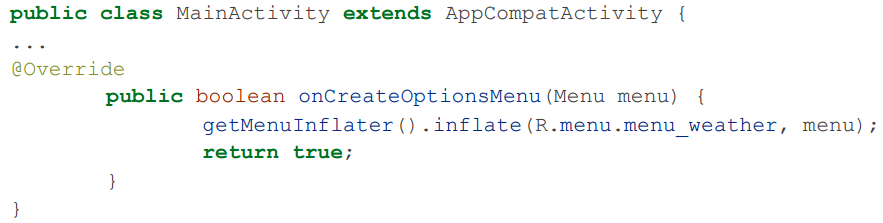 public class MainActivity extends AppCompatActivity {
...
@Override
public boolean onCreateOptionsMenu(Menu menu) {
getMenuInflater().inflate(R.menu.menu_weather, menu);
return true;
}
}